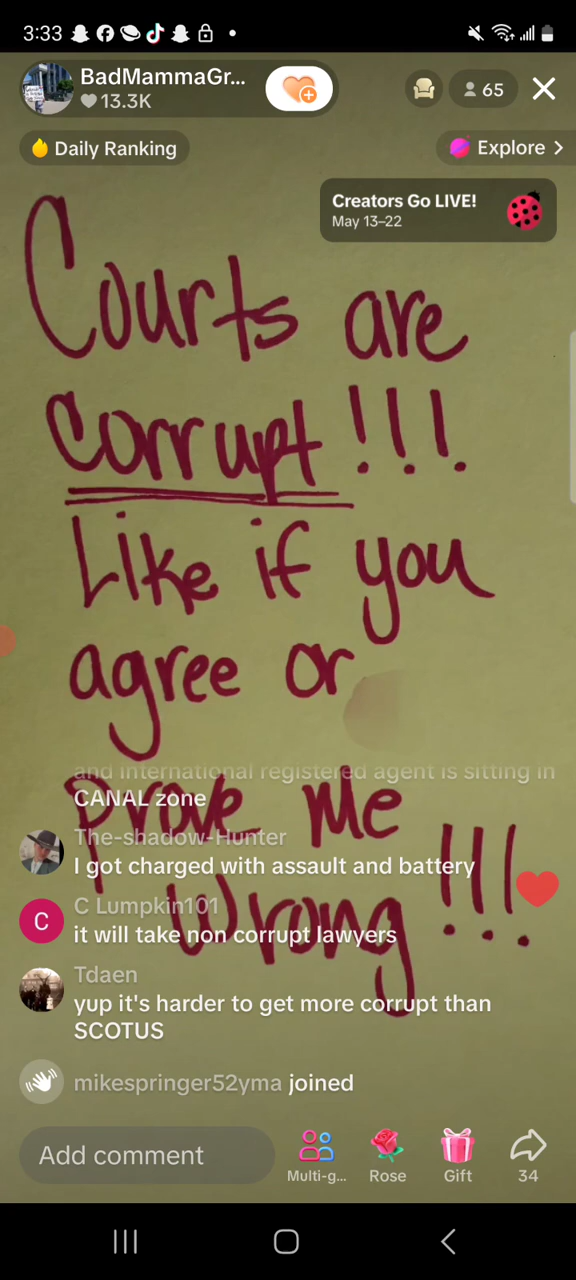 3:33
BadMammaGr...
13.3K
65
Daily Ranking
Explore >
Creators Go LIVE!
May 13–22
Courts are
corrupt!!!
Like if you
agree or
Prove Me
Wrong!!!
and international registered agent is sitting in
CANAL zone
The-shadow-Hunter
I got charged with assault and battery
C
C Lumpkin101
it will take non corrupt lawyers
Tdaen
yup it's harder to get more corrupt than
SCOTUS
mikespringer52yma joined
Add comment
Multi-g...
Rose
Gift
34